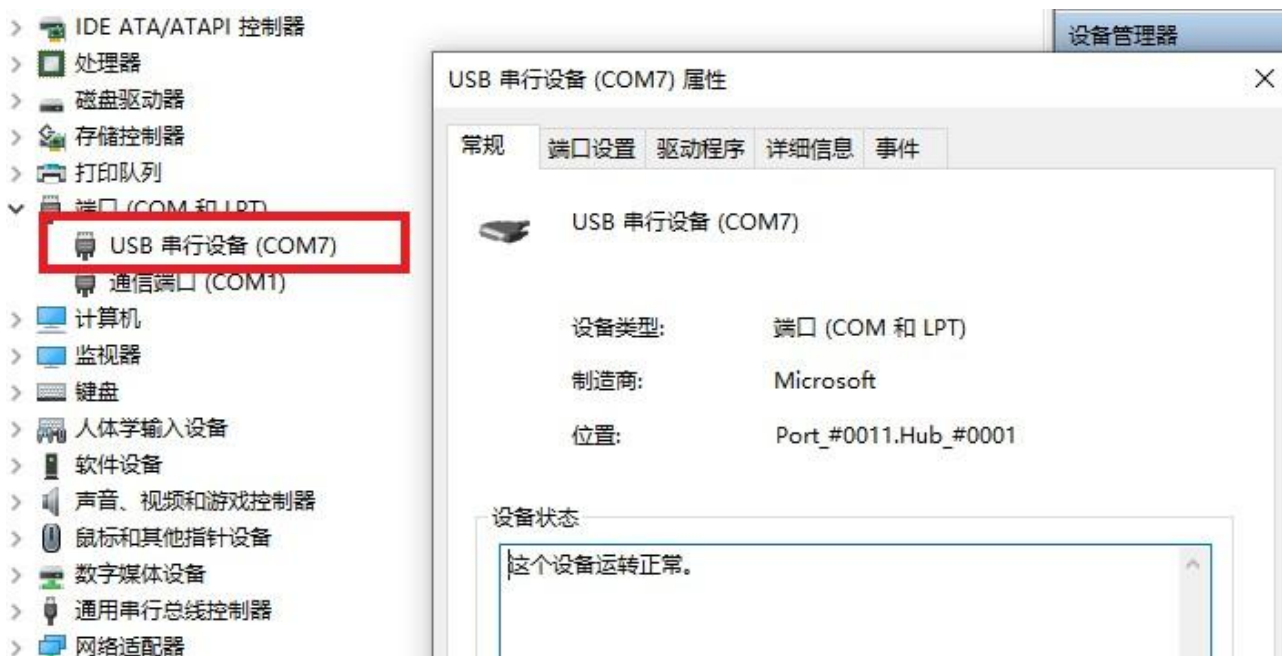 IDE ATA/ATAPI 控制器
处理器
磁盘驱动器
存储控制器
打印队列
端口 (COM 和 LPT)
USB 串行设备 (COM7)
通信端口 (COM1)
计算机
监视器
键盘
人体学输入设备
软件设备
声音、视频和游戏控制器
鼠标和其他指针设备
数字媒体设备
通用串行总线控制器
网络适配器
设备管理器
USB 串行设备 (COM7) 属性
常规 端口设置 驱动程序 详细信息 事件
USB 串行设备 (COM7)
设备类型: 端口 (COM 和 LPT)
制造商: Microsoft
位置: Port_#0011.Hub_#0001
设备状态
这个设备运转正常。